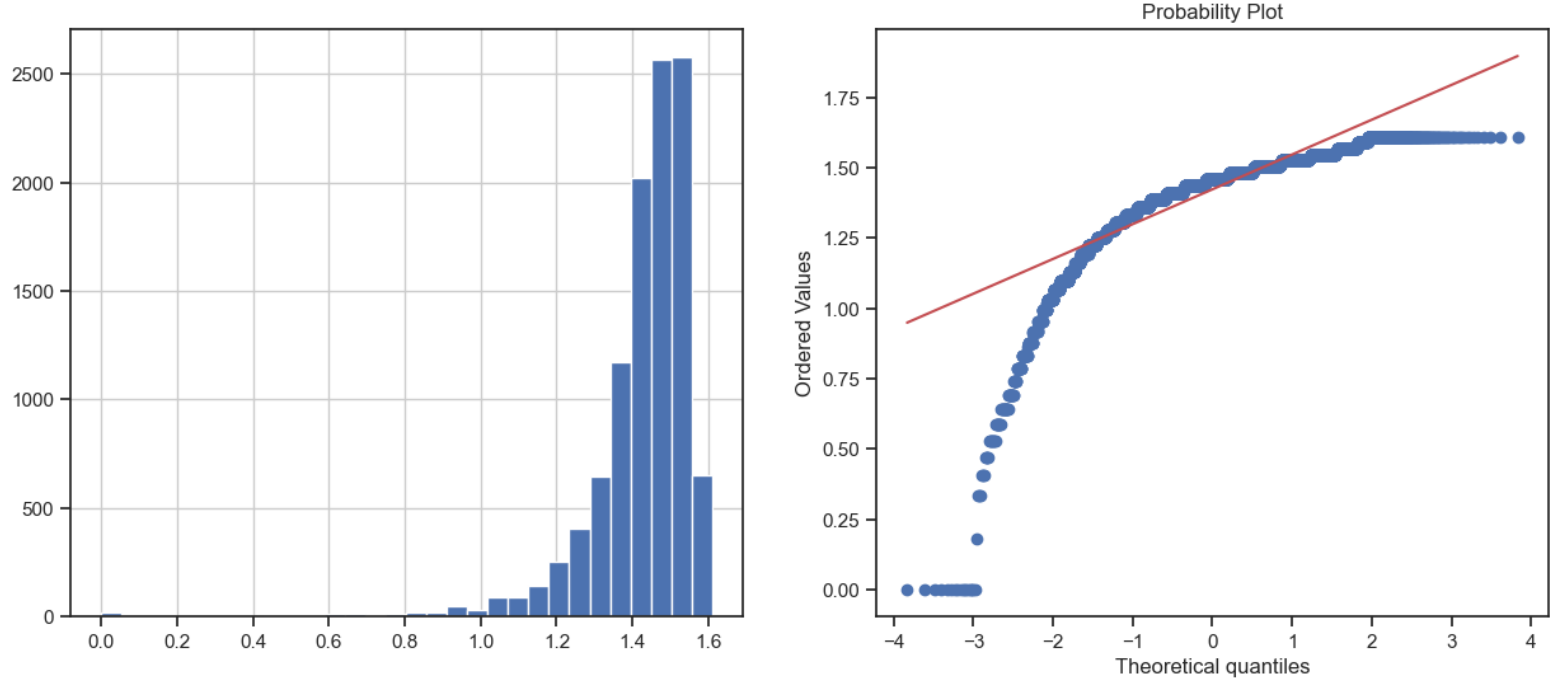 2500
2000
1500
1000
500
0
0.0 0.2 0.4 0.6 0.8 1.0 1.2 1.4 1.6
Probability Plot
Ordered Values
1.75
1.50
1.25
1.00
0.75
0.50
0.25
0.00
−4 −3 −2 −1 0 1 2 3 4
Theoretical quantiles